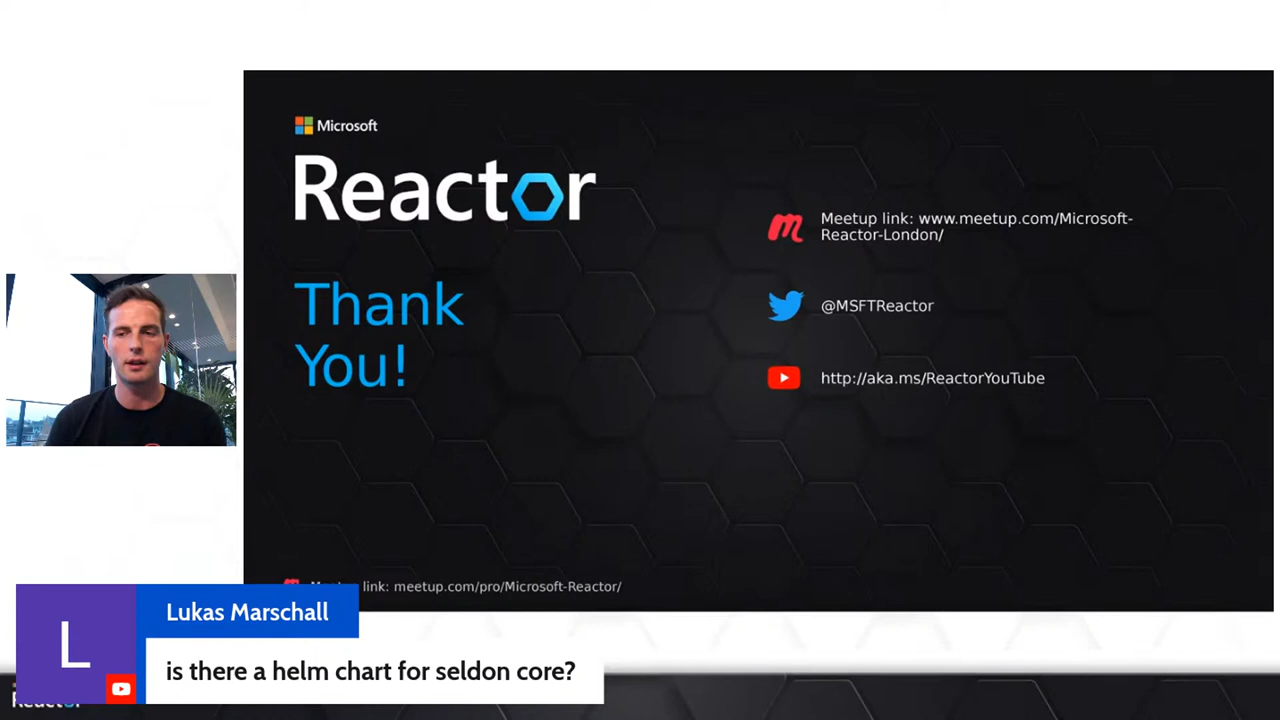 Microsoft
Reactor
Thank
You!
Meetup link: www.meetup.com/Microsoft-
Reactor-London/
@MSFTReactor
http://aka.ms/ReactorYouTube
link: meetup.com/pro/Microsoft-Reactor/
L
Lukas Marschall
is there a helm chart for seldon core?
Reactor